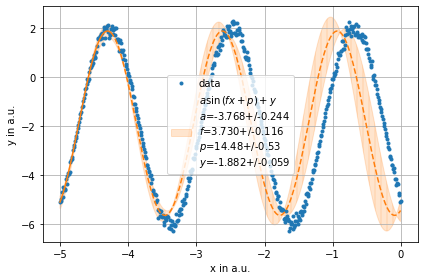 2
0
−2
−4
−6
y in a.u.
data
a sin(fx + p) + y
a=-3.768+/-0.244
f=3.730+/-0.116
p=14.48+/-0.53
y=-1.882+/-0.059
−5 −4 −3 −2 −1 0
x in a.u.